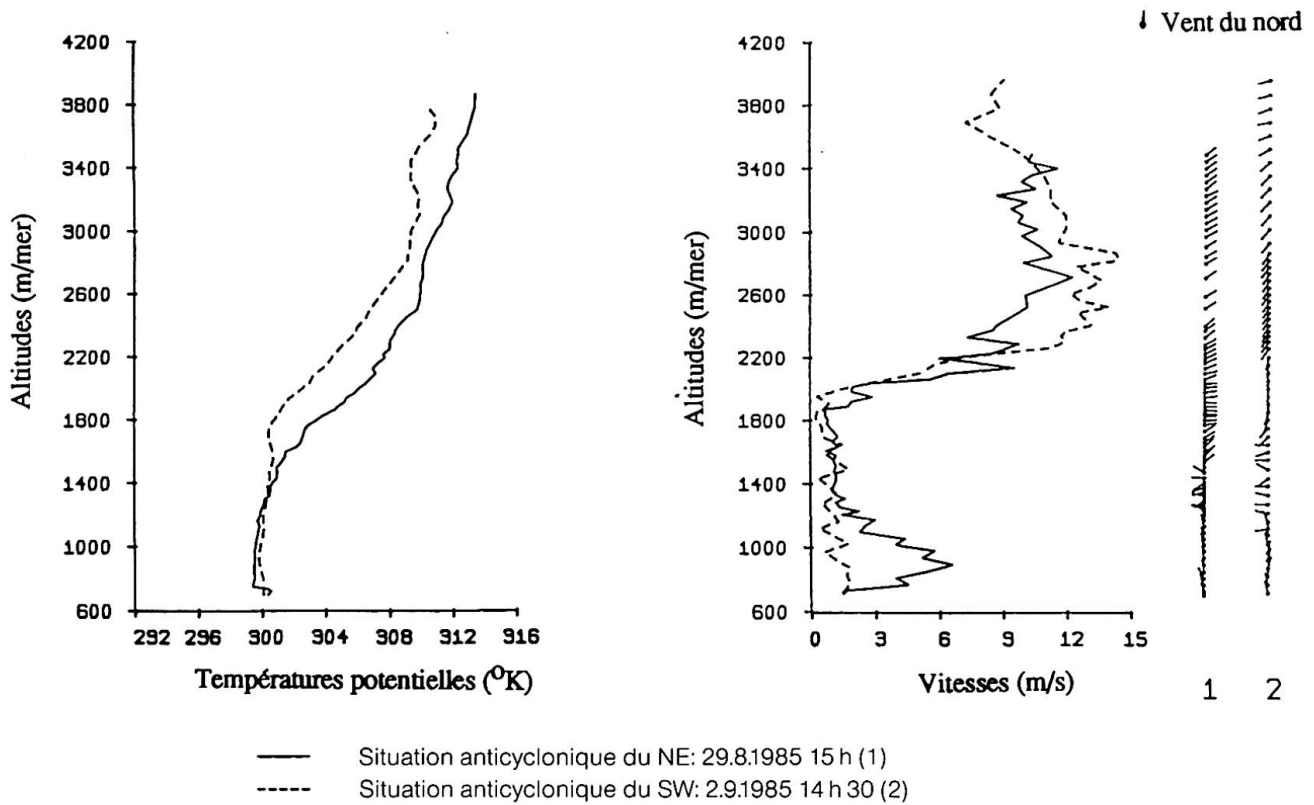 Vent du nord
4200
3800
3400
3000
2600
2200
1800
1400
1000
600
Altitudes (m/mer)
292 296 300 304 308 312 316
Températures potentielles (°K)
4200
3800
3400
3000
2600
2200
1800
1400
1000
600
Altitudes (m/mer)
0 3 6 9 12 15
Vitesses (m/s)
1 2
Situation anticyclonique du NE: 29.8.1985 15 h (1)
Situation anticyclonique du SW: 2.9.1985 14 h 30 (2)